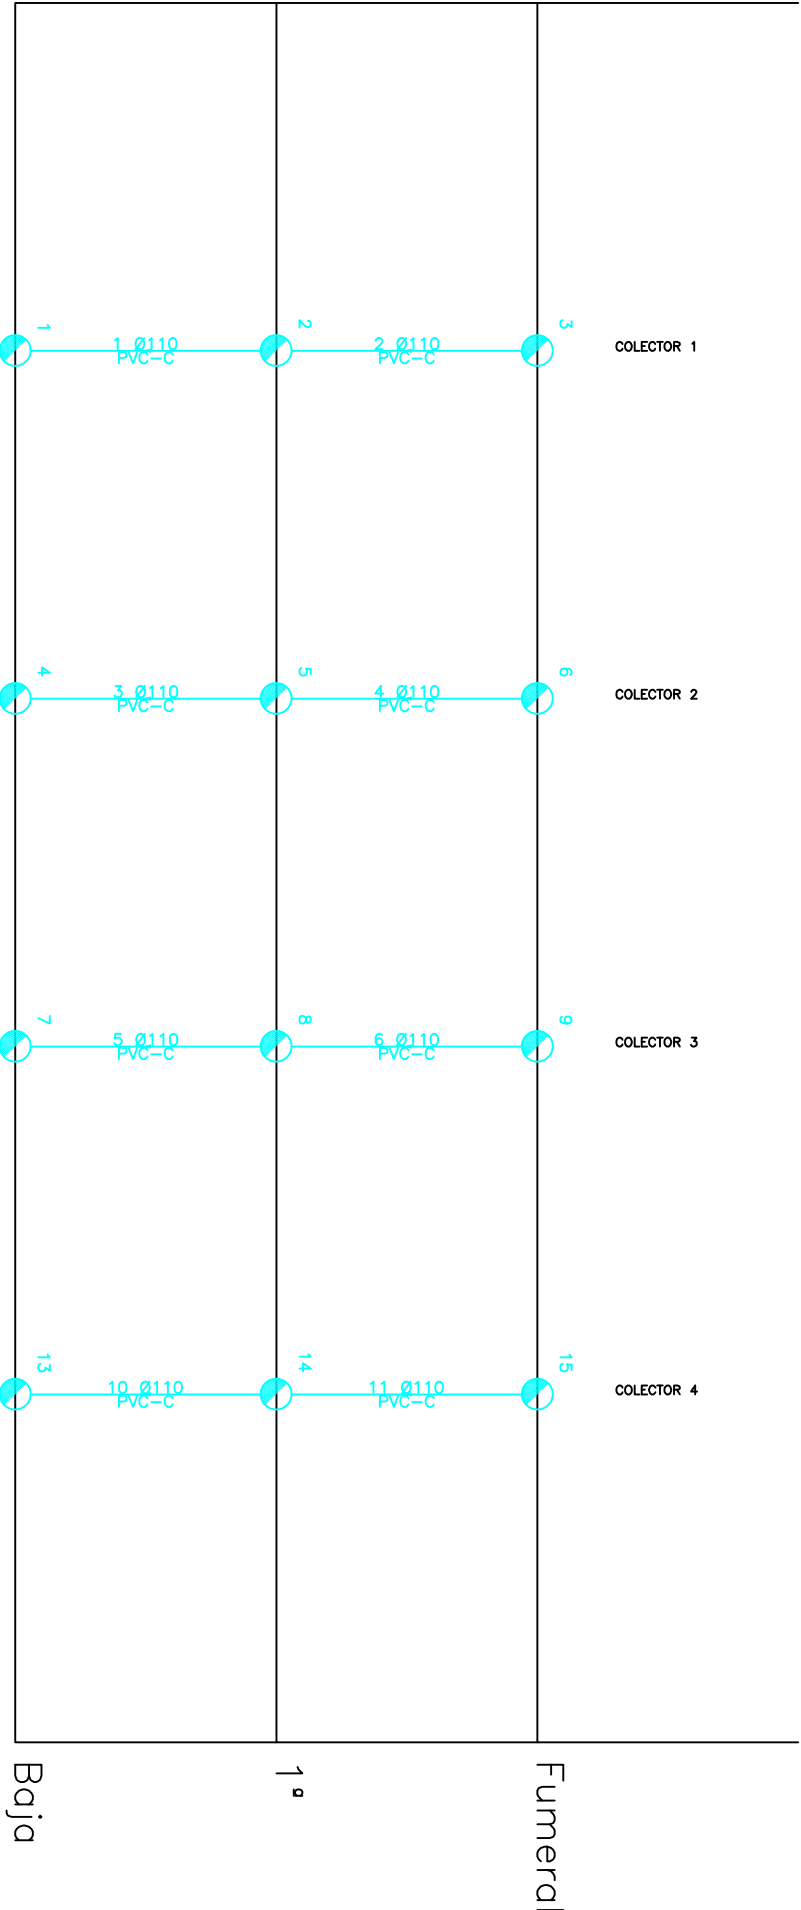 1
2
3
1 Ø110
PVC-C
2 Ø110
PVC-C
COLECTOR 1
4
5
6
3 Ø110
PVC-C
4 Ø110
PVC-C
COLECTOR 2
7
8
9
5 Ø110
PVC-C
6 Ø110
PVC-C
COLECTOR 3
13
14
15
10 Ø110
PVC-C
11 Ø110
PVC-C
COLECTOR 4
Baja
1ª
Fumeral